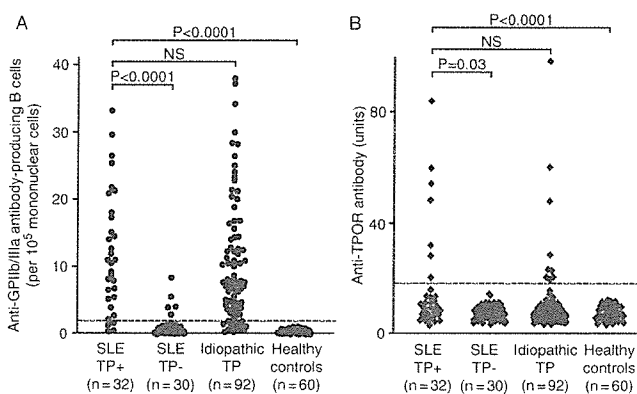 A
P<0.0001
NS
P<0.0001
Anti-GPIIb/IIIa antibody-producing B cells
(per 10⁵ mononuclear cells)
40
30
20
10
0
SLE TP+ (n=32)
SLE TP- (n=30)
Idiopathic TP (n=92)
Healthy controls (n=60)
B
P<0.0001
NS
P=0.03
Anti-TPOR antibody (units)
80
40
0
SLE TP+ (n=32)
SLE TP- (n=30)
Idiopathic TP (n=92)
Healthy controls (n=60)